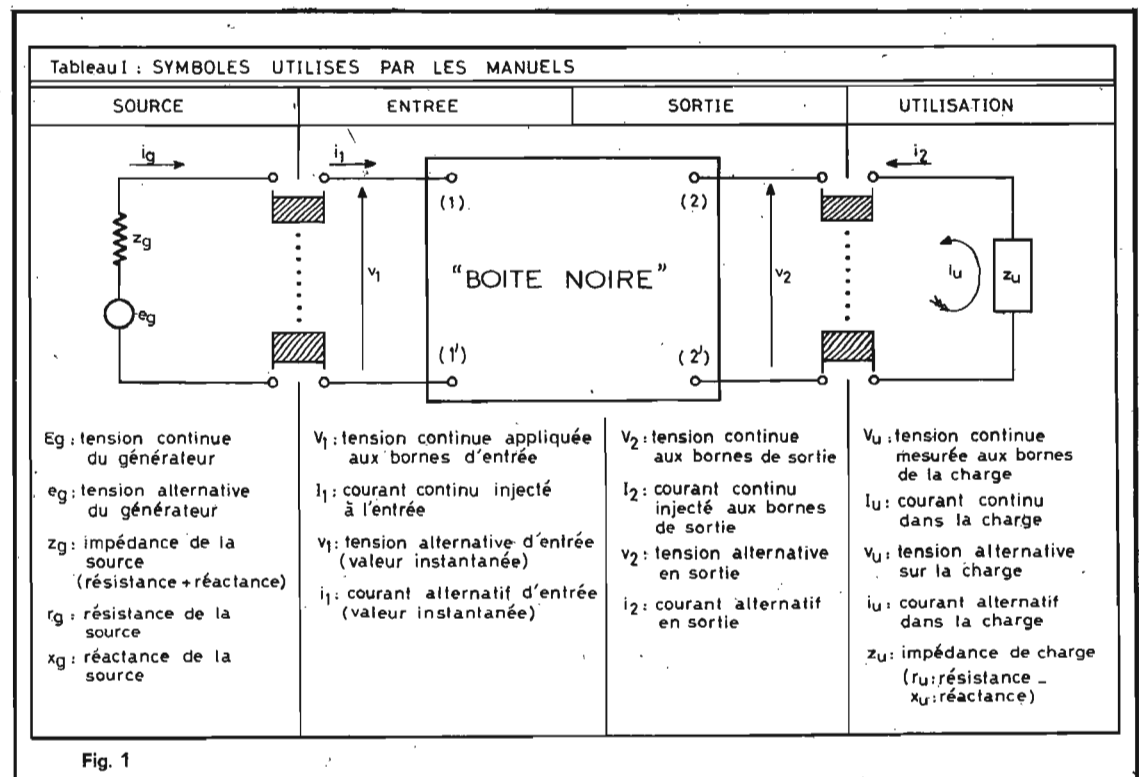 Tableau I : SYMBOLES UTILISES PAR LES MANUELS
SOURCE
ENTREE
SORTIE
UTILISATION
ig
i1
i2
(1)
(2)
zg
v1
"BOITE NOIRE"
v2
iu
zu
eg
(1')
(2')
Eg : tension continue
du générateur
eg : tension alternative
du générateur
zg : impédance de la
source
(résistance + réactance)
rg : résistance de la
source
xg : réactance de la
source
V1 : tension continue appliquée
aux bornes d'entrée
I1 : courant continu injecté
à l'entrée
v1 : tension alternative d'entrée
(valeur instantanée)
i1 : courant alternatif d'entrée
(valeur instantanée)
V2 : tension continue
aux bornes de sortie
I2 : courant continu
injecté aux bornes
de sortie
v2 : tension alternative
en sortie
i2 : courant alternatif
en sortie
Vu : tension continue
mesurée aux bornes
de la charge
Iu : courant continu
dans la charge
vu : tension alternative
sur la charge
iu : courant alternatif
dans la charge
zu : impédance de charge
(ru : résistance _
xu : réactance)
Fig. 1